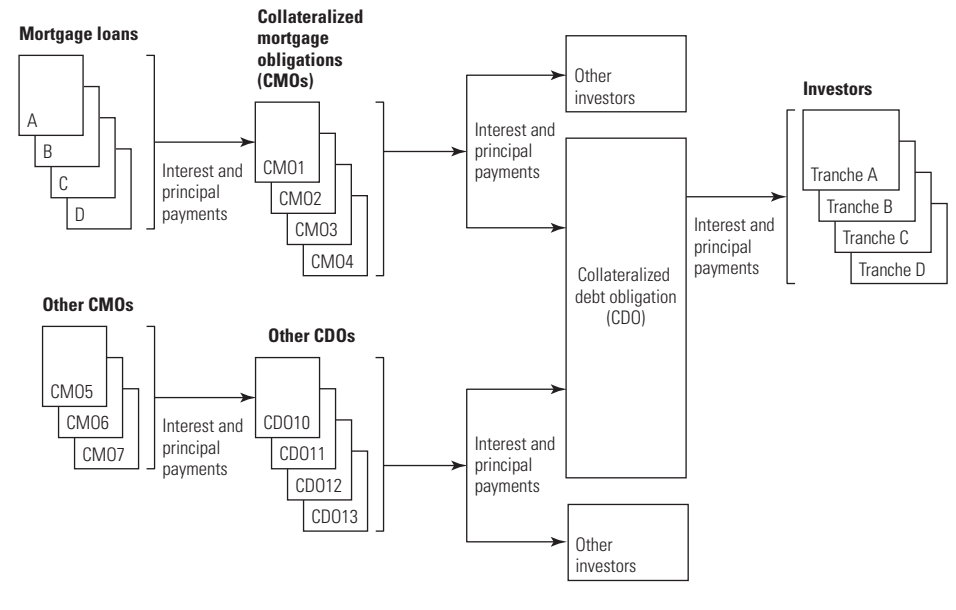 Mortgage loans
A
B
C
D
Interest and
principal
payments
Collateralized
mortgage
obligations
(CMOs)
CMO1
CMO2
CMO3
CMO4
Interest and
principal
payments
Other
investors
Collateralized
debt obligation
(CDO)
Interest and
principal
payments
Investors
Tranche A
Tranche B
Tranche C
Tranche D
Other CMOs
CMO5
CMO6
CMO7
Interest and
principal
payments
Other CDOs
CDO10
CDO11
CDO12
CDO13
Interest and
principal
payments
Other
investors